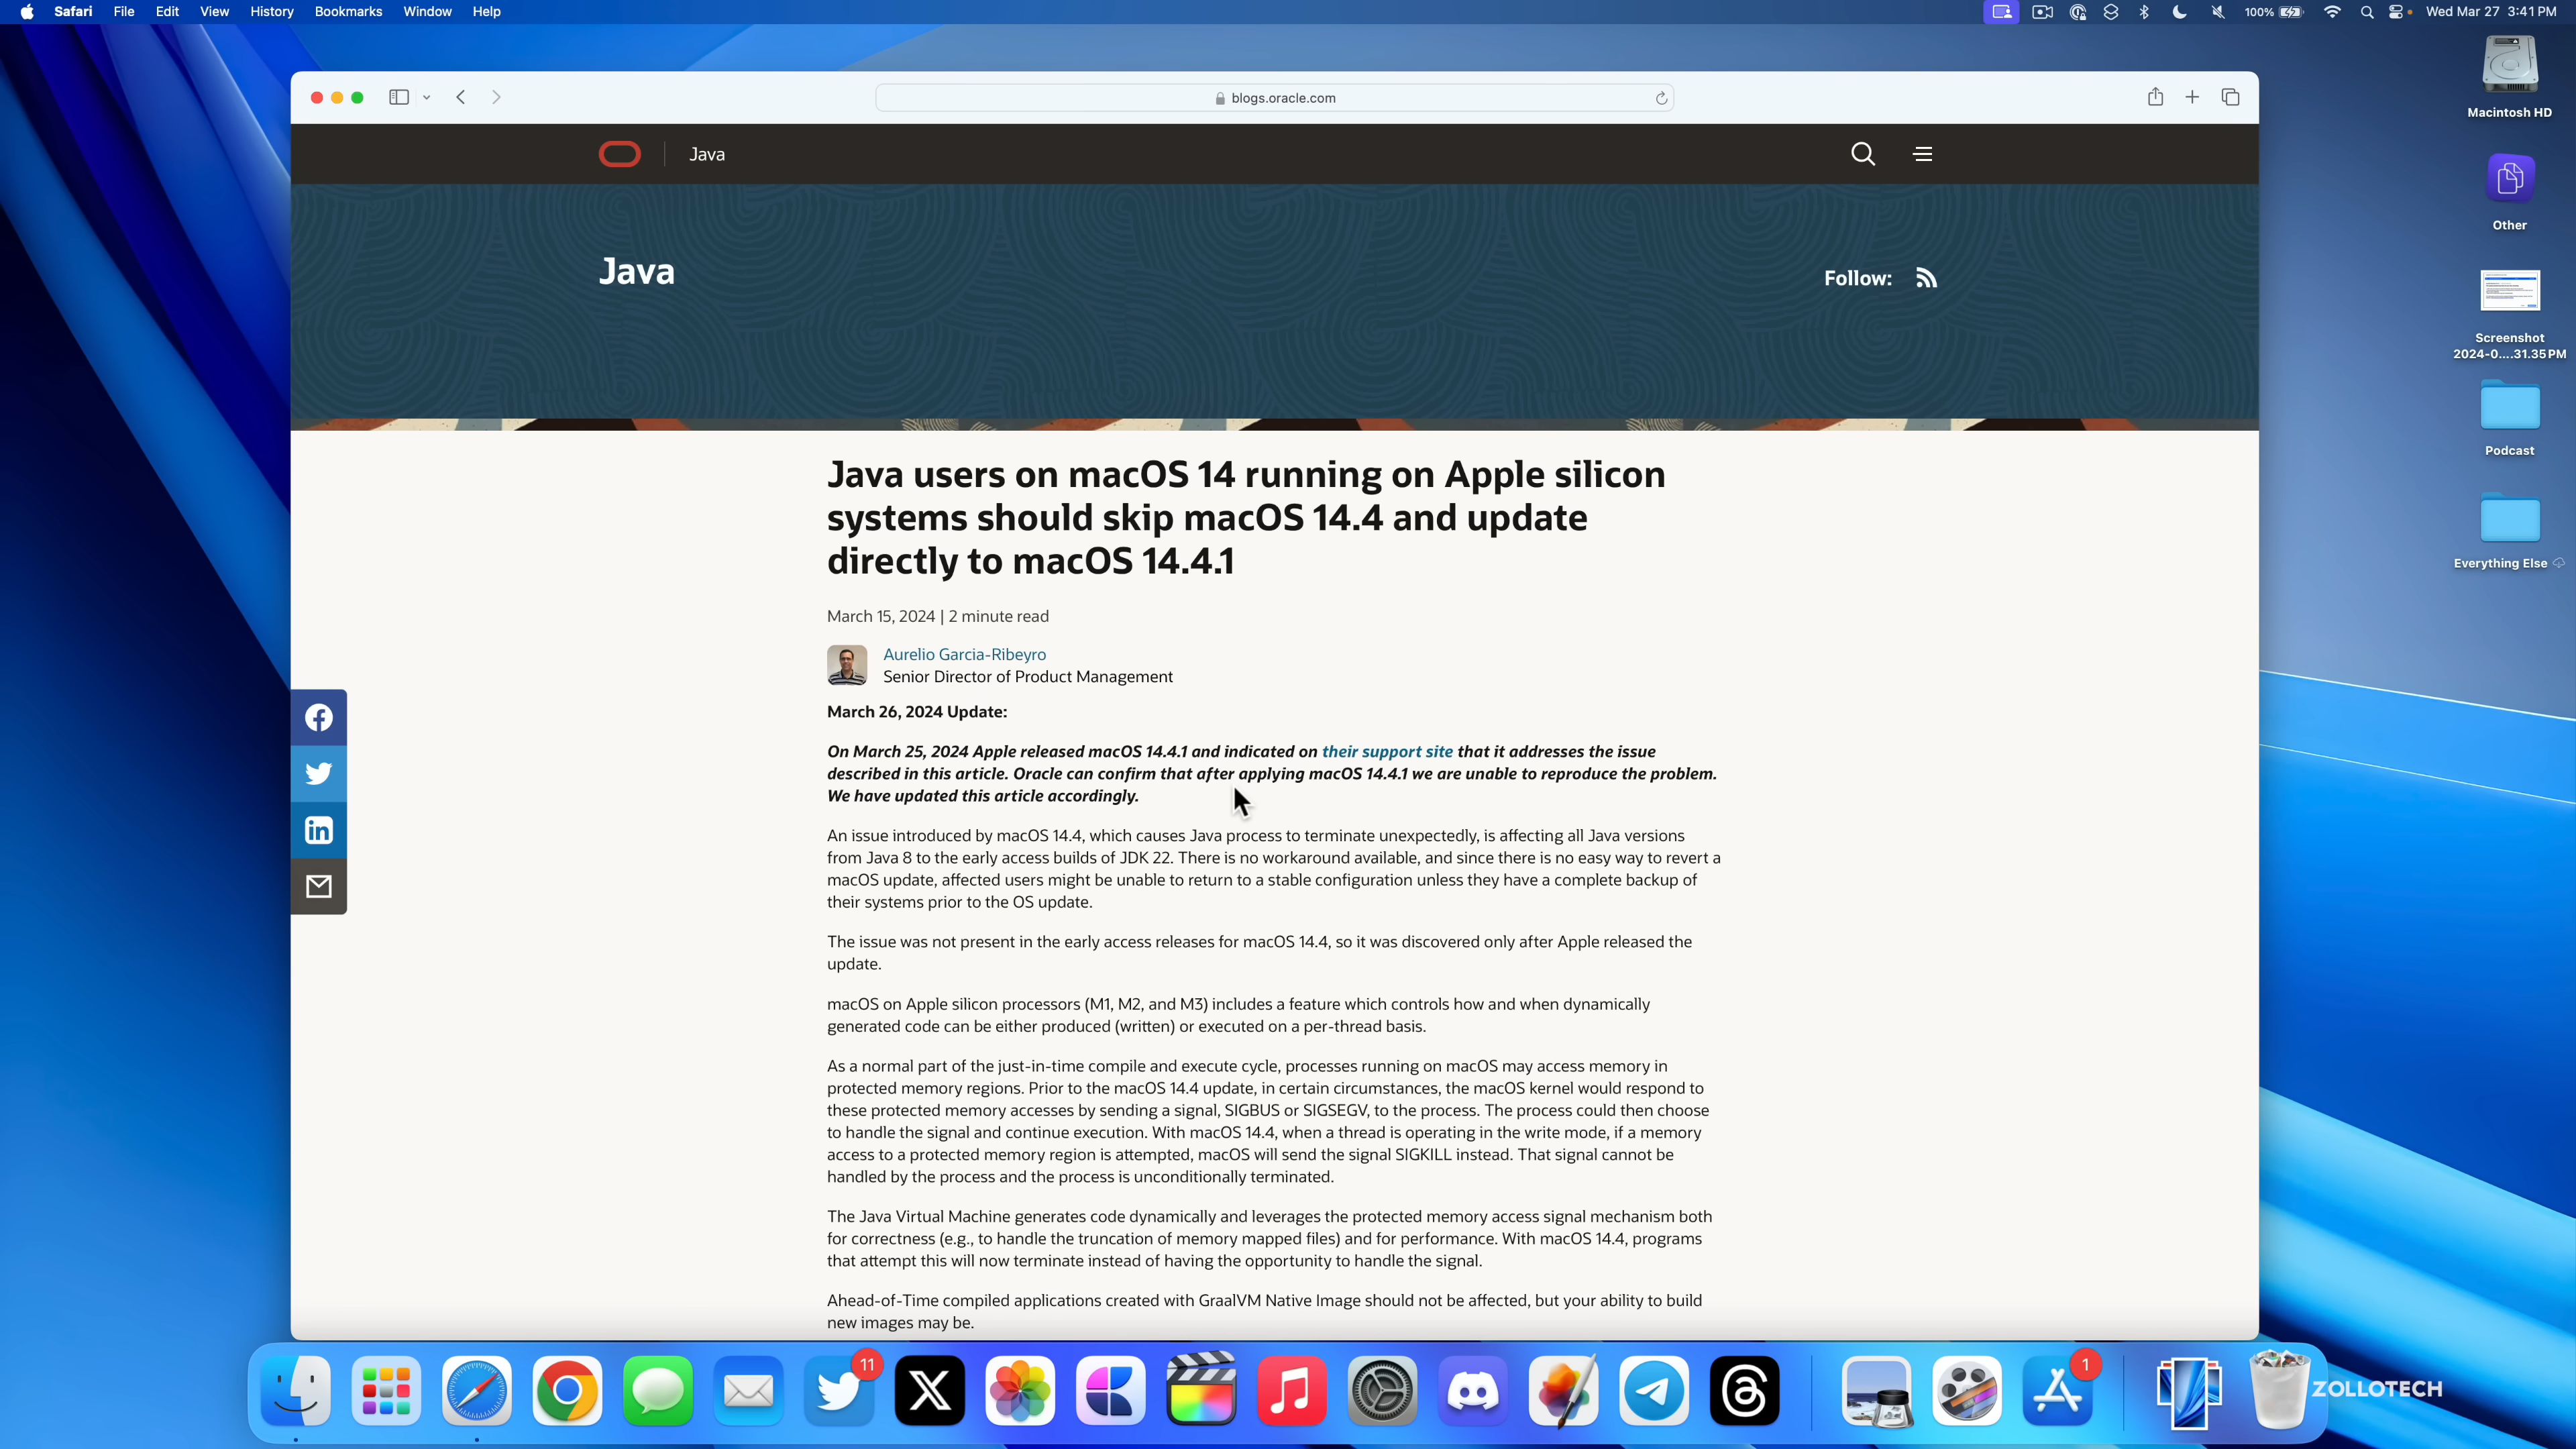 Safari File Edit View History Bookmarks Window Help 100% Wed Mar 27 3:41 PM
blogs.oracle.com
Macintosh HD
Java
Other
Java
Follow:
Screenshot
2024-0....31.35 PM
Podcast
Everything Else
Java users on macOS 14 running on Apple silicon
systems should skip macOS 14.4 and update
directly to macOS 14.4.1
March 15, 2024 | 2 minute read
Aurelio Garcia-Ribeyro
Senior Director of Product Management
March 26, 2024 Update:
On March 25, 2024 Apple released macOS 14.4.1 and indicated on their support site that it addresses the issue
described in this article. Oracle can confirm that after applying macOS 14.4.1 we are unable to reproduce the problem.
We have updated this article accordingly.
An issue introduced by macOS 14.4, which causes Java process to terminate unexpectedly, is affecting all Java versions
from Java 8 to the early access builds of JDK 22. There is no workaround available, and since there is no easy way to revert a
macOS update, affected users might be unable to return to a stable configuration unless they have a complete backup of
their systems prior to the OS update.
The issue was not present in the early access releases for macOS 14.4, so it was discovered only after Apple released the
update.
macOS on Apple silicon processors (M1, M2, and M3) includes a feature which controls how and when dynamically
generated code can be either produced (written) or executed on a per-thread basis.
As a normal part of the just-in-time compile and execute cycle, processes running on macOS may access memory in
protected memory regions. Prior to the macOS 14.4 update, in certain circumstances, the macOS kernel would respond to
these protected memory accesses by sending a signal, SIGBUS or SIGSEGV, to the process. The process could then choose
to handle the signal and continue execution. With macOS 14.4, when a thread is operating in the write mode, if a memory
access to a protected memory region is attempted, macOS will send the signal SIGKILL instead. That signal cannot be
handled by the process and the process is unconditionally terminated.
The Java Virtual Machine generates code dynamically and leverages the protected memory access signal mechanism both
for correctness (e.g., to handle the truncation of memory mapped files) and for performance. With macOS 14.4, programs
that attempt this will now terminate instead of having the opportunity to handle the signal.
Ahead-of-Time compiled applications created with GraalVM Native Image should not be affected, but your ability to build
new images may be.
11
1
ZOLLOTECH